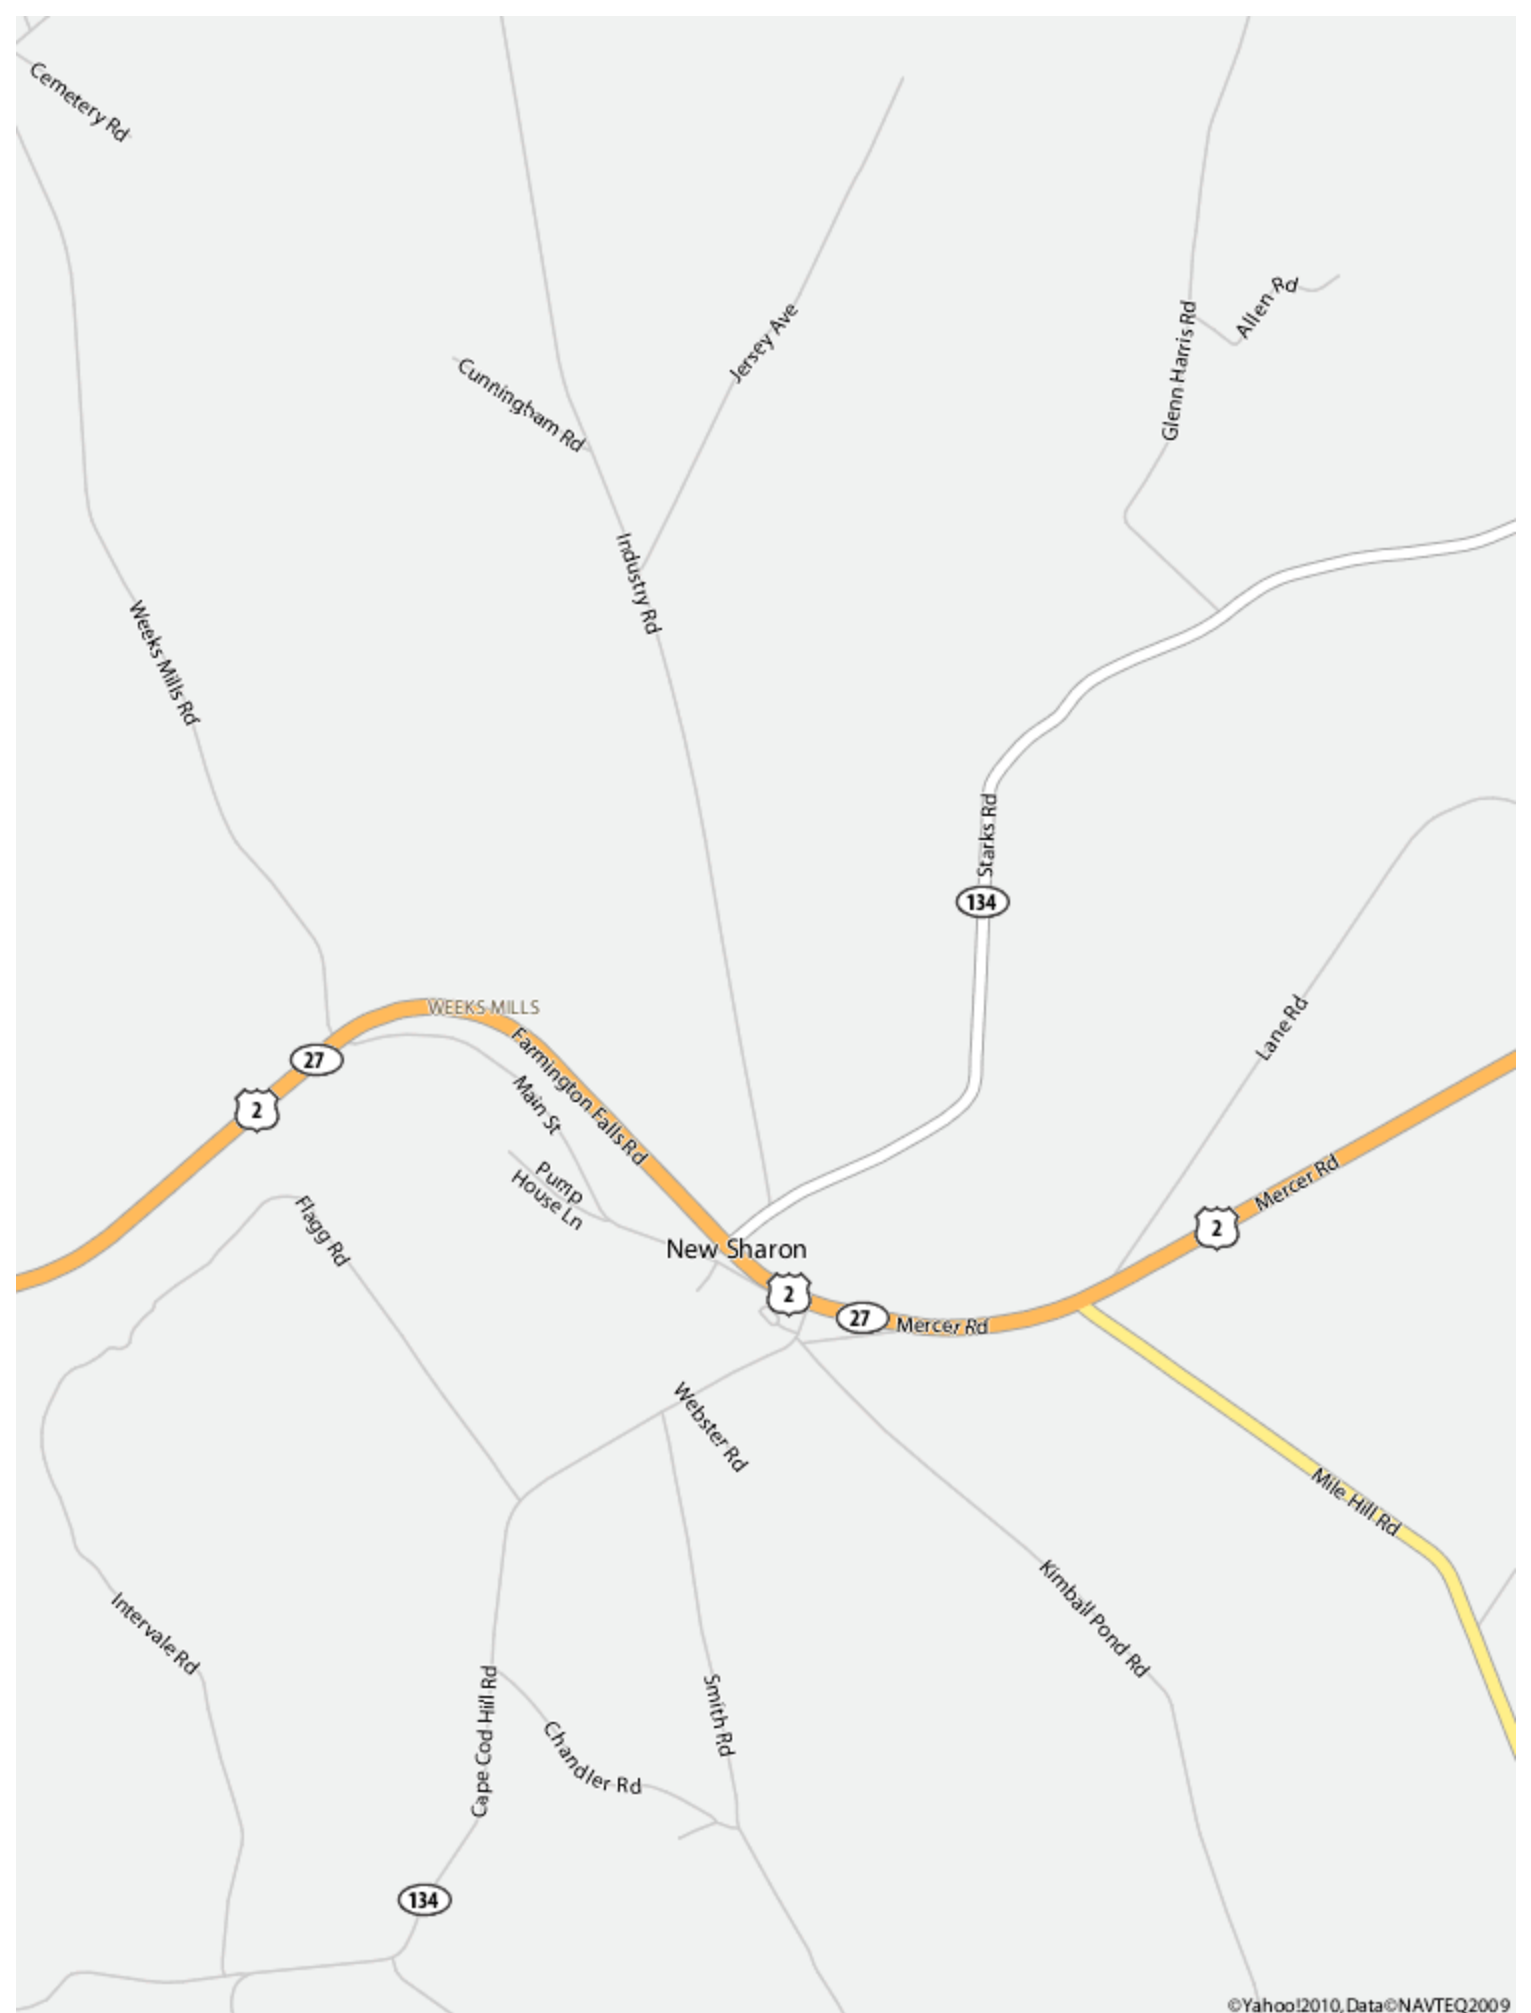 Cemetery Rd
Allen Rd
Jersey Ave
Glenn Harris Rd
Cunningham Rd
Industry Rd
Weeks Mills Rd
Starks Rd
134
Lane Rd
WEEKS MILLS
27
Farmington Falls Rd
2
Main St
Pump
House Ln
Mercer Rd
2
Flagg Rd
New Sharon
2
27
Mercer Rd
Webster Rd
Mile Hill Rd
Kimball Pond Rd
Intervale Rd
Cape Cod Hill Rd
Smith Rd
Chandler Rd
134
©Yahoo!2010, Data©NAVTEQ2009